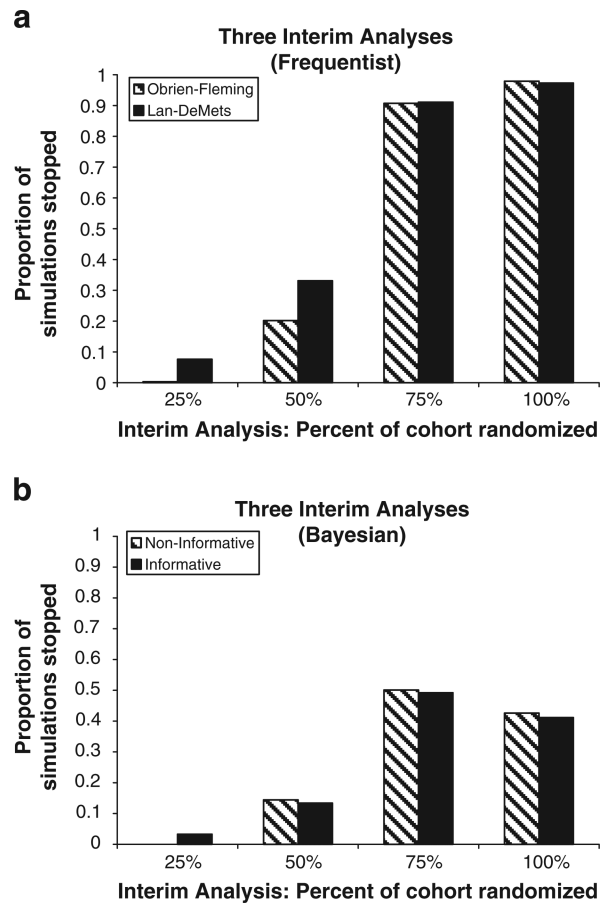 a
Three Interim Analyses
(Frequentist)
Proportion of
simulations stopped
1
0.9
0.8
0.7
0.6
0.5
0.4
0.3
0.2
0.1
0
Obrien-Fleming
Lan-DeMets
25% 50% 75% 100%
Interim Analysis: Percent of cohort randomized
b
Three Interim Analyses
(Bayesian)
Proportion of
simulations stopped
1
0.9
0.8
0.7
0.6
0.5
0.4
0.3
0.2
0.1
0
Non-Informative
Informative
25% 50% 75% 100%
Interim Analysis: Percent of cohort randomized